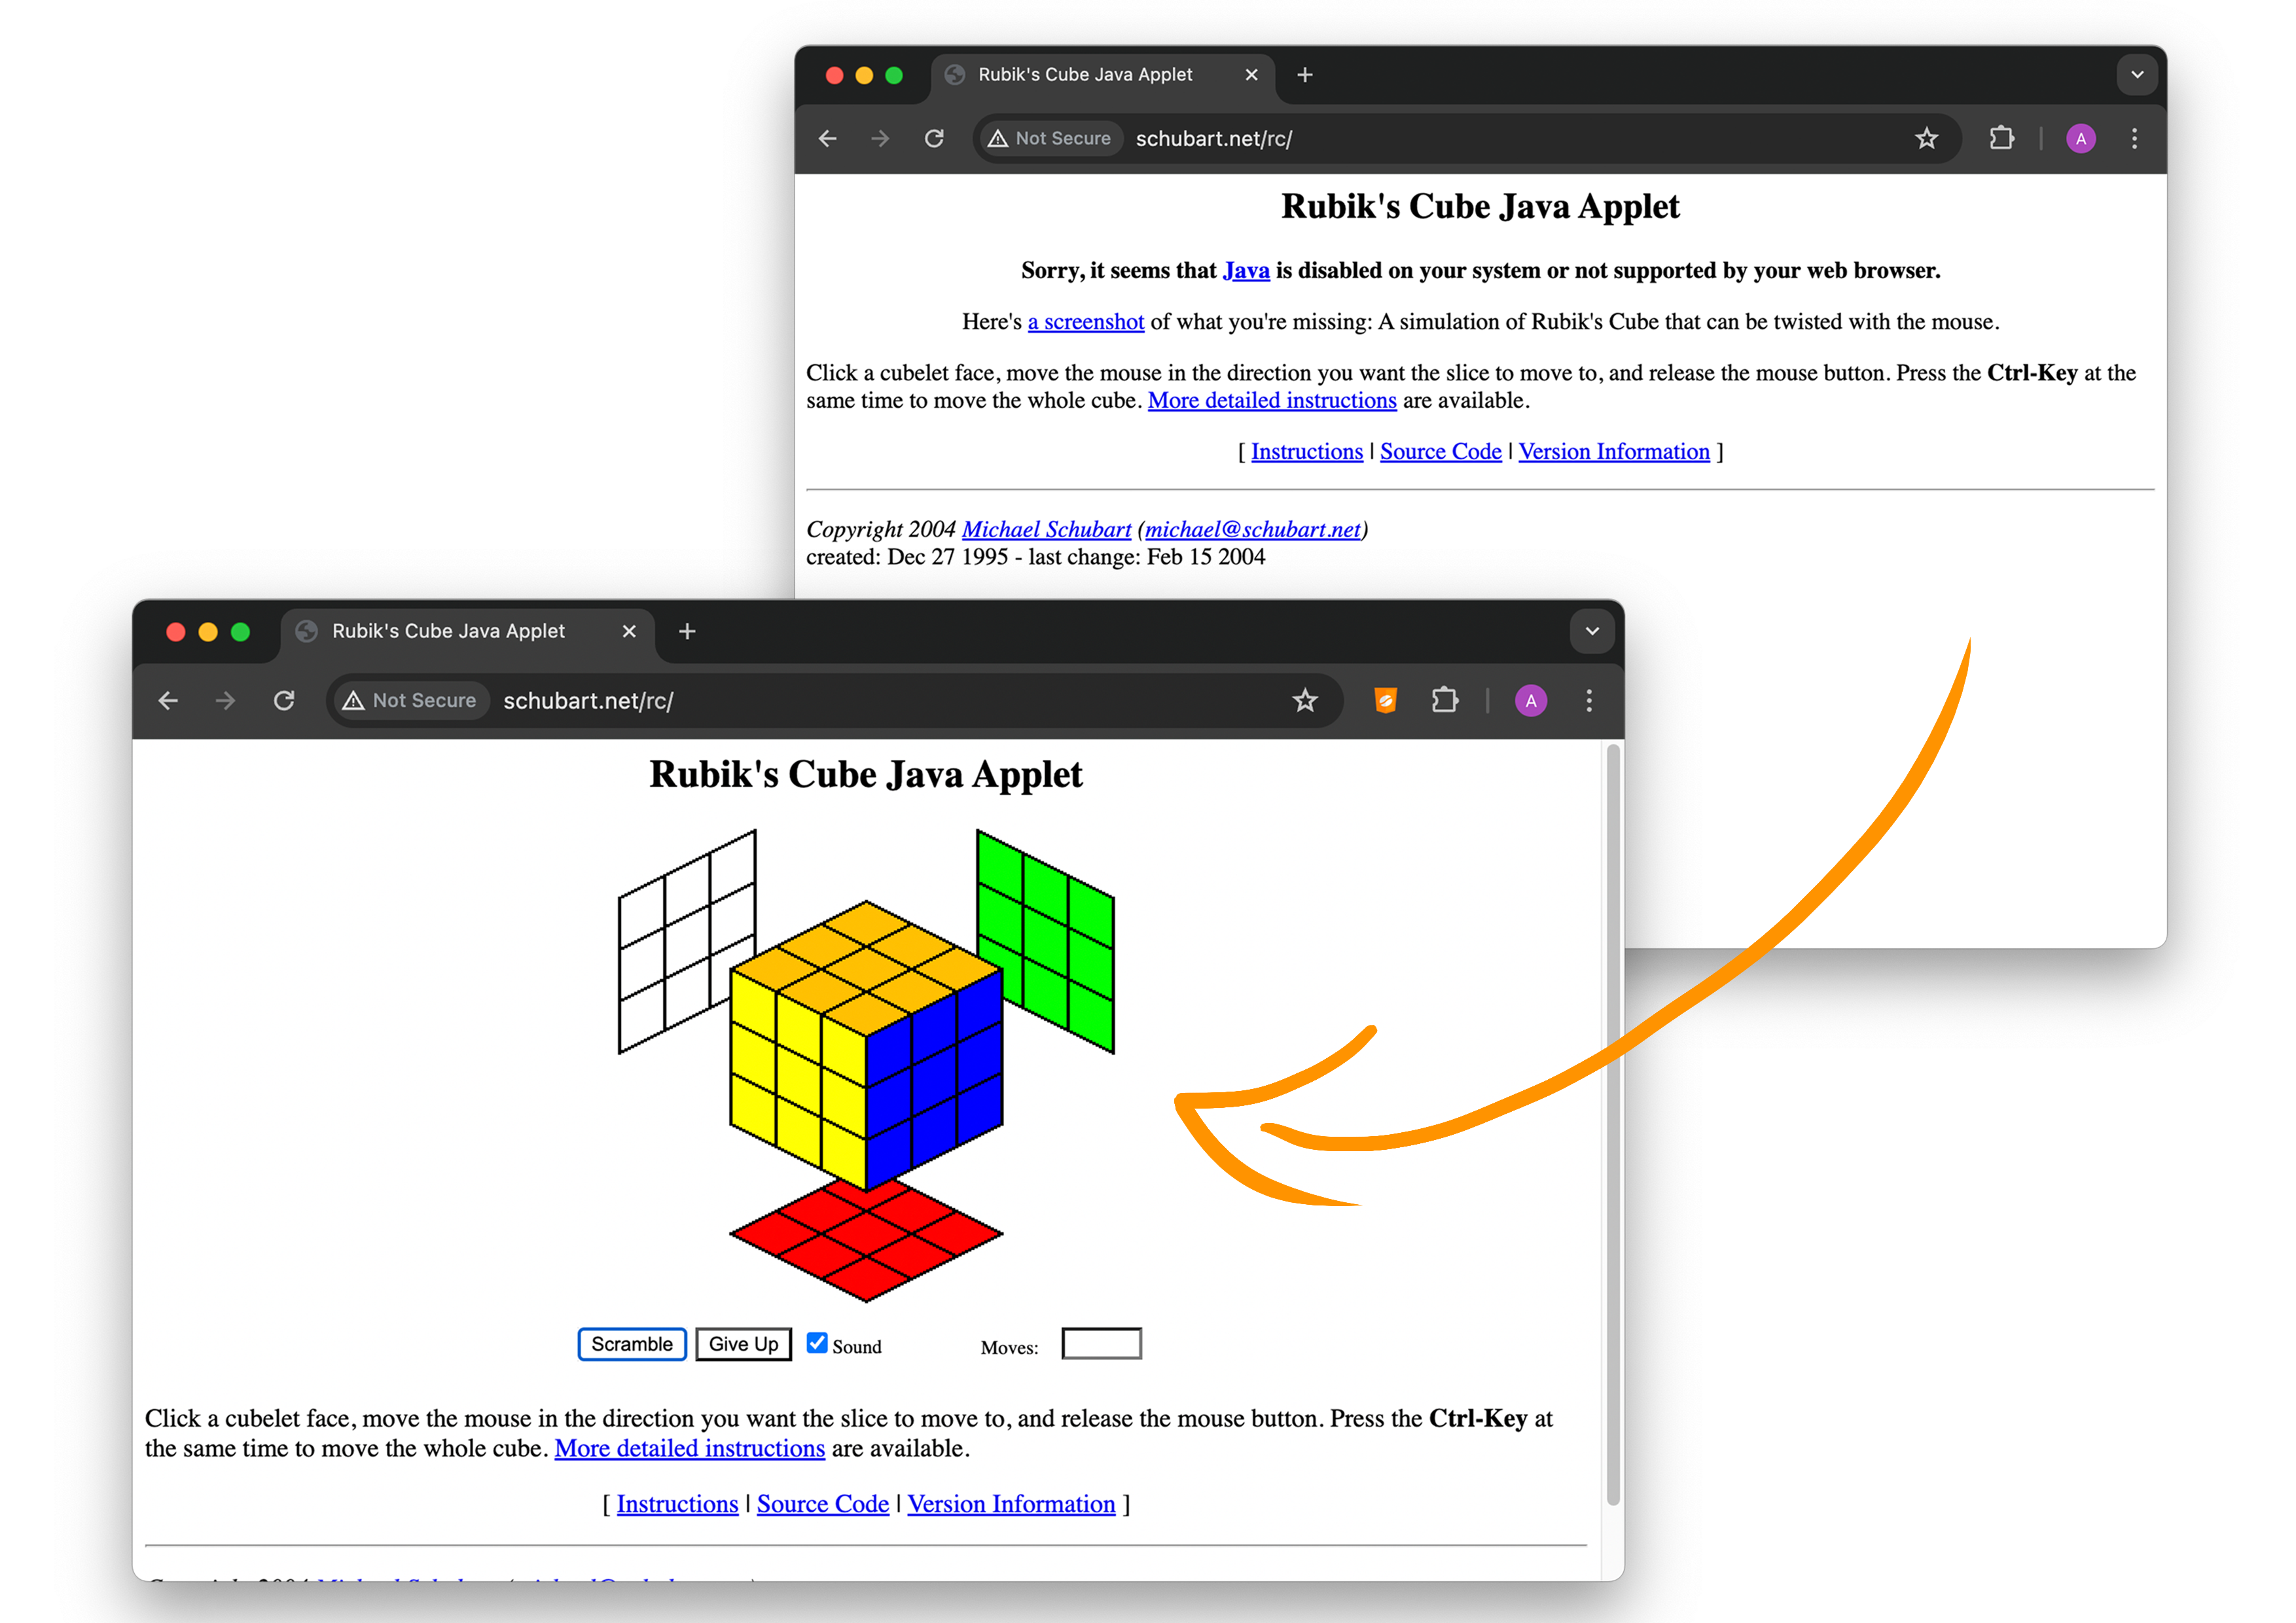 Rubik's Cube Java Applet
Not Secure schubart.net/rc/ A
Rubik's Cube Java Applet
Sorry, it seems that Java is disabled on your system or not supported by your web browser.
Here's a screenshot of what you're missing: A simulation of Rubik's Cube that can be twisted with the mouse.
Click a cubelet face, move the mouse in the direction you want the slice to move to, and release the mouse button. Press the Ctrl-Key at the
same time to move the whole cube. More detailed instructions are available.
[ Instructions | Source Code | Version Information ]
Copyright 2004 Michael Schubart (michael@schubart.net)
created: Dec 27 1995 - last change: Feb 15 2004
Rubik's Cube Java Applet
Not Secure schubart.net/rc/ A
Rubik's Cube Java Applet
Scramble Give Up Sound Moves:
Click a cubelet face, move the mouse in the direction you want the slice to move to, and release the mouse button. Press the Ctrl-Key at
the same time to move the whole cube. More detailed instructions are available.
[ Instructions | Source Code | Version Information ]